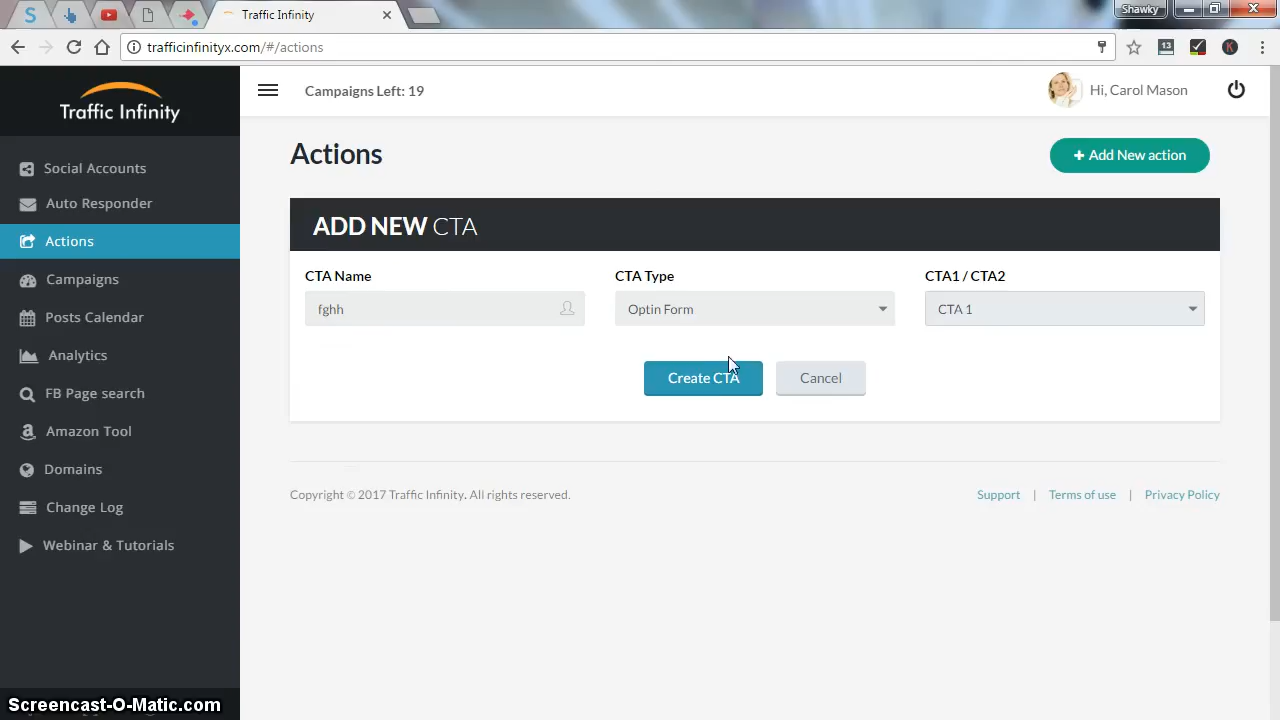 Shawky
Traffic Infinity
trafficinfinityx.com/#/actions
13
K
Traffic Infinity
Campaigns Left: 19
Hi, Carol Mason
Social Accounts
Auto Responder
Actions
Campaigns
Posts Calendar
Analytics
FB Page search
Amazon Tool
Domains
Change Log
Webinar & Tutorials
Actions
+ Add New action
ADD NEW CTA
CTA Name
CTA Type
CTA1 / CTA2
fghh
Optin Form
CTA 1
Create CTA
Cancel
Copyright © 2017 Traffic Infinity. All rights reserved.
Support | Terms of use | Privacy Policy
Screencast-O-Matic.com